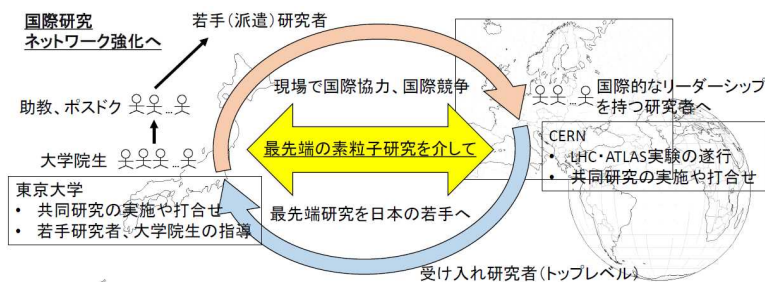 国際研究
ネットワーク強化へ
若手(派遣)研究者
助教、ポスドク
...
大学院生
...
東京大学
• 共同研究の実施や打合せ
• 若手研究者、大学院生の指導
現場で国際協力、国際競争
最先端の素粒子研究を介して
最先端研究を日本の若手へ
受け入れ研究者(トップレベル)
...
国際的なリーダーシップ
を持つ研究者へ
CERN
• LHC・ATLAS実験の遂行
• 共同研究の実施や打合せ